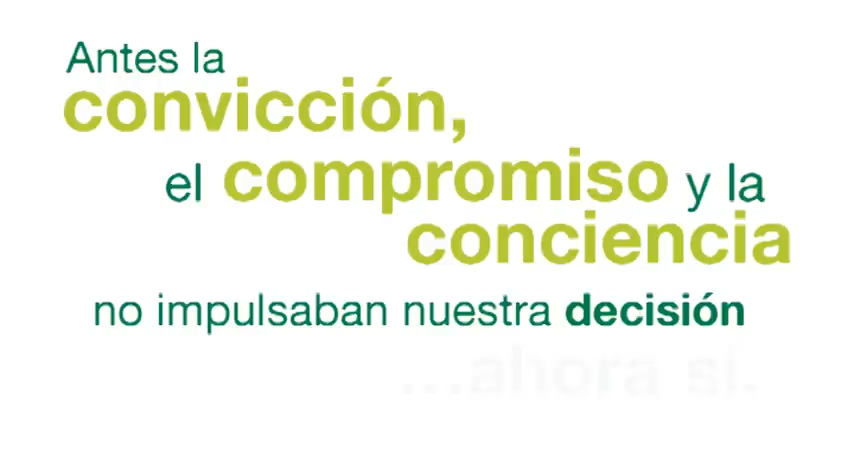 Antes la
convicción,
el compromiso y la
conciencia
no impulsaban nuestra decisión
...ahora sí.